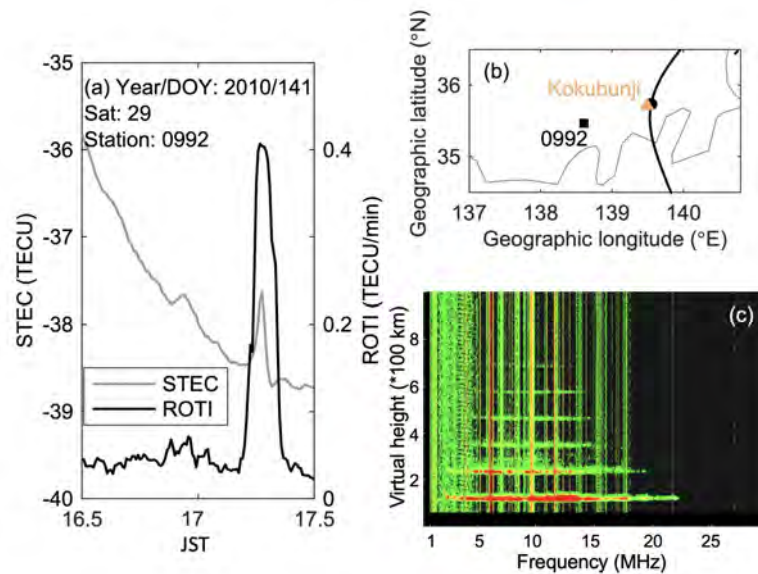 (a) Year/DOY: 2010/141
Sat: 29
Station: 0992
STEC (TECU)
-35
-36
-37
-38
-39
-40
ROTI (TECU/min)
0.4
0.2
0
STEC
ROTI
16.5
17
17.5
JST
(b)
Geographic latitude (°N)
36
35
Kokubunji
0992
137
138
139
140
Geographic longitude (°E)
(c)
Virtual height (*100 km)
8
6
4
2
1
5
10
15
20
25
Frequency (MHz)